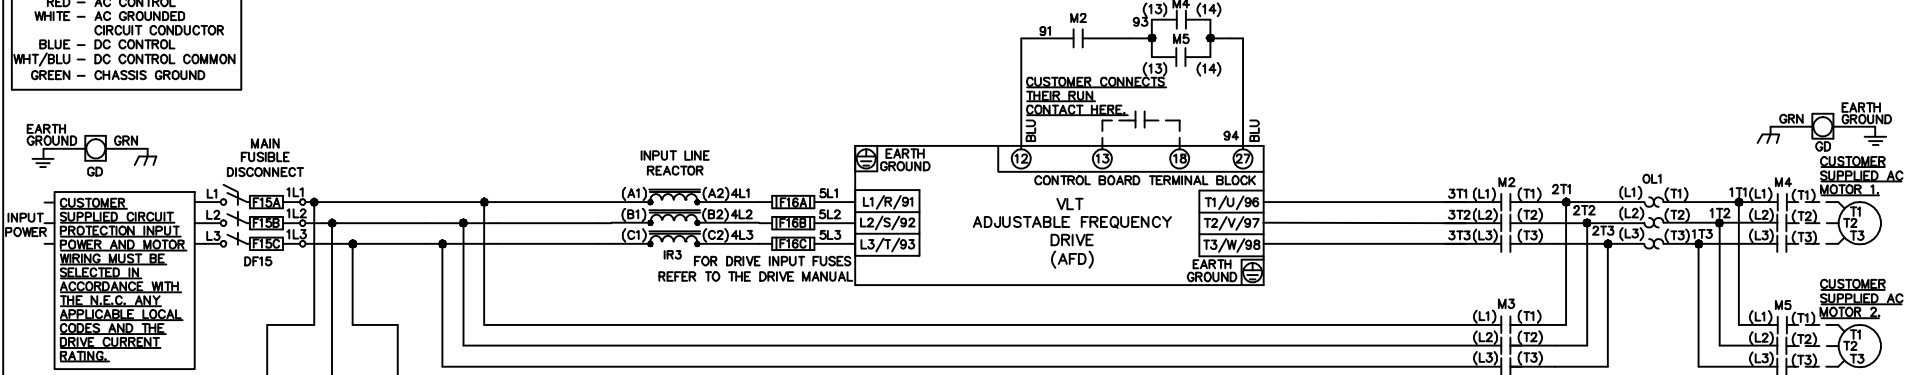 RED – AC CONTROL
WHITE – AC GROUNDED
CIRCUIT CONDUCTOR
BLUE – DC CONTROL
WHT/BLU – DC CONTROL COMMON
GREEN – CHASSIS GROUND
EARTH
GROUND
GRN
GD
MAIN
FUSIBLE
DISCONNECT
INPUT
POWER
CUSTOMER
SUPPLIED CIRCUIT
PROTECTION INPUT
POWER AND MOTOR
WIRING MUST BE
SELECTED IN
ACCORDANCE WITH
THE N.E.C. ANY
APPLICABLE LOCAL
CODES AND THE
DRIVE CURRENT
RATING.
L1 F15A 1L1
L2 F15B 1L2
L3 F15C 1L3
DF15
INPUT LINE
REACTOR
(A1) (A2) 4L1 F16A 5L1
(B1) (B2) 4L2 F16B 5L2
(C1) (C2) 4L3 F16C 5L3
IR3
FOR DRIVE INPUT FUSES
REFER TO THE DRIVE MANUAL
91 M2 93
(13) M4 (14)
M5
(13) (14)
CUSTOMER CONNECTS
THEIR RUN
CONTACT HERE.
BLU
94 BLU
12 13 18 27
EARTH
GROUND
CONTROL BOARD TERMINAL BLOCK
L1/R/91
L2/S/92
L3/T/93
VLT
ADJUSTABLE FREQUENCY
DRIVE
(AFD)
T1/U/96
T2/V/97
T3/W/98
EARTH
GROUND
M2
3T1 (L1) (T1) 2T1
3T2 (L2) (T2) 2T2
3T3 (L3) (T3) 2T3
OL1
(L1) (T1) 1T1
(L2) (T2) 1T2
(L3) (T3) 1T3
M4
(L1) (T1)
(L2) (T2)
(L3) (T3)
T1
T2
T3
GRN
GD
EARTH
GROUND
CUSTOMER
SUPPLIED AC
MOTOR 1.
M3
(L1) (T1)
(L2) (T2)
(L3) (T3)
M5
(L1) (T1)
(L2) (T2)
(L3) (T3)
T1
T2
T3
CUSTOMER
SUPPLIED AC
MOTOR 2.